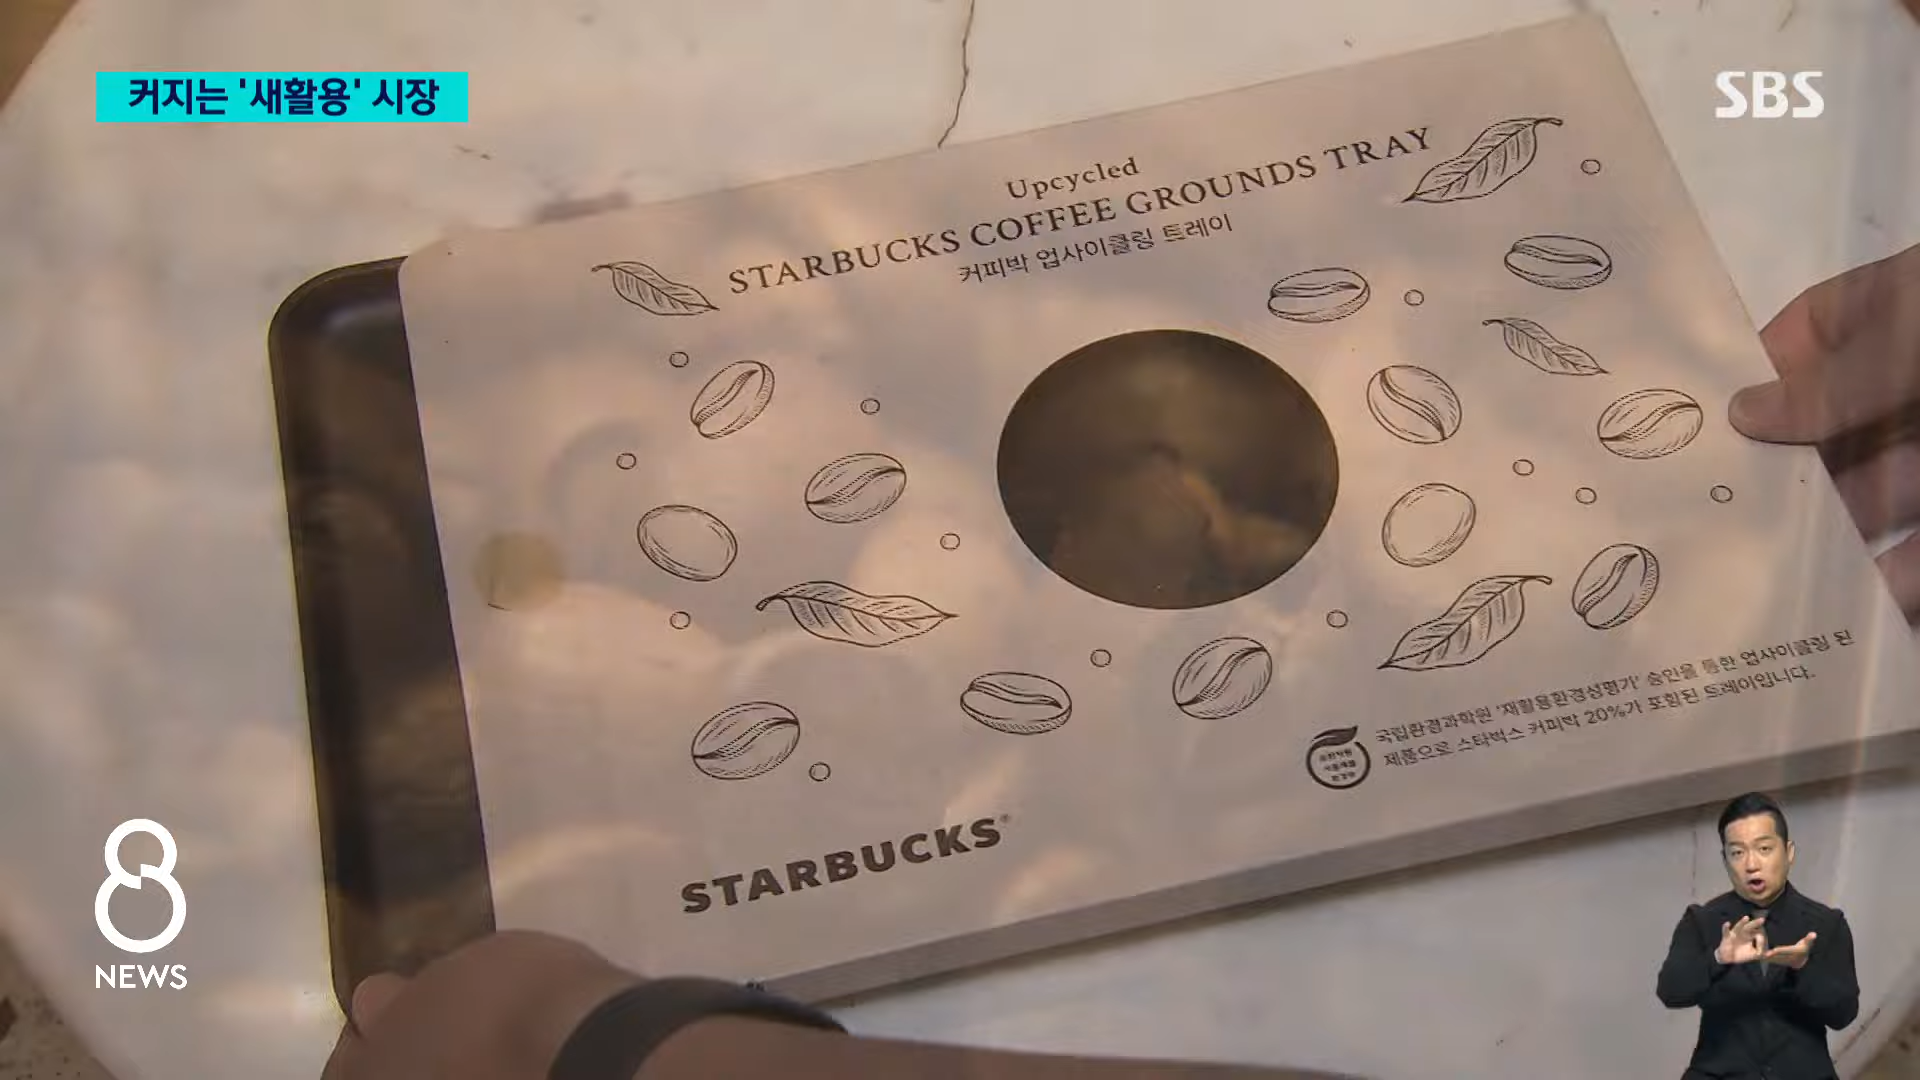 커지는 '새활용' 시장
SBS
Upcycled
STARBUCKS COFFEE GROUNDS TRAY
커피박 업사이클링 트레이
국립환경과학원 '재활용환경성평가' 승인을 통한 업사이클링 된
제품으로 스타벅스 커피박 20%가 포함된 트레이입니다.
STARBUCKS®
8
NEWS